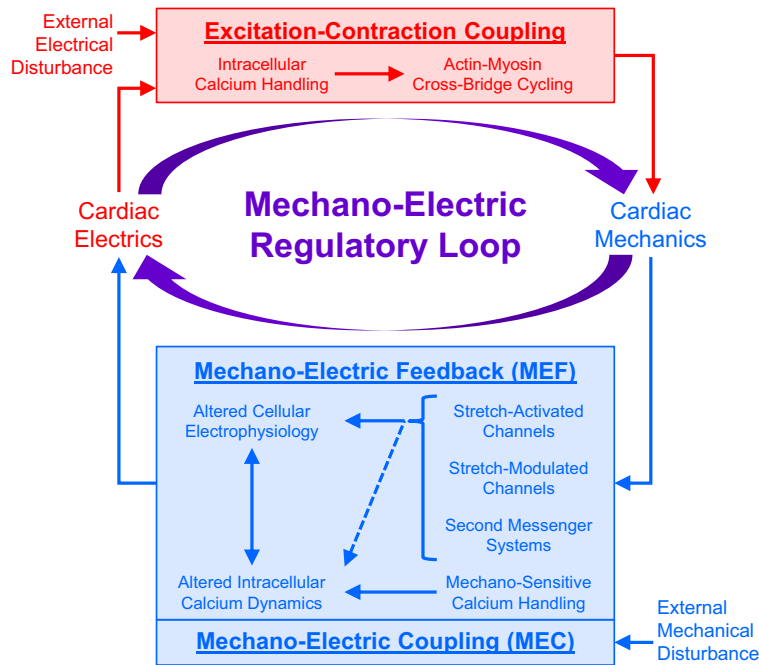 External
Electrical
Disturbance
Excitation-Contraction Coupling
Intracellular
Calcium Handling
Actin-Myosin
Cross-Bridge Cycling
Cardiac
Electrics
Mechano-Electric
Regulatory Loop
Cardiac
Mechanics
Mechano-Electric Feedback (MEF)
Altered Cellular
Electrophysiology
Stretch-Activated
Channels
Stretch-Modulated
Channels
Second Messenger
Systems
Altered Intracellular
Calcium Dynamics
Mechano-Sensitive
Calcium Handling
Mechano-Electric Coupling (MEC)
External
Mechanical
Disturbance